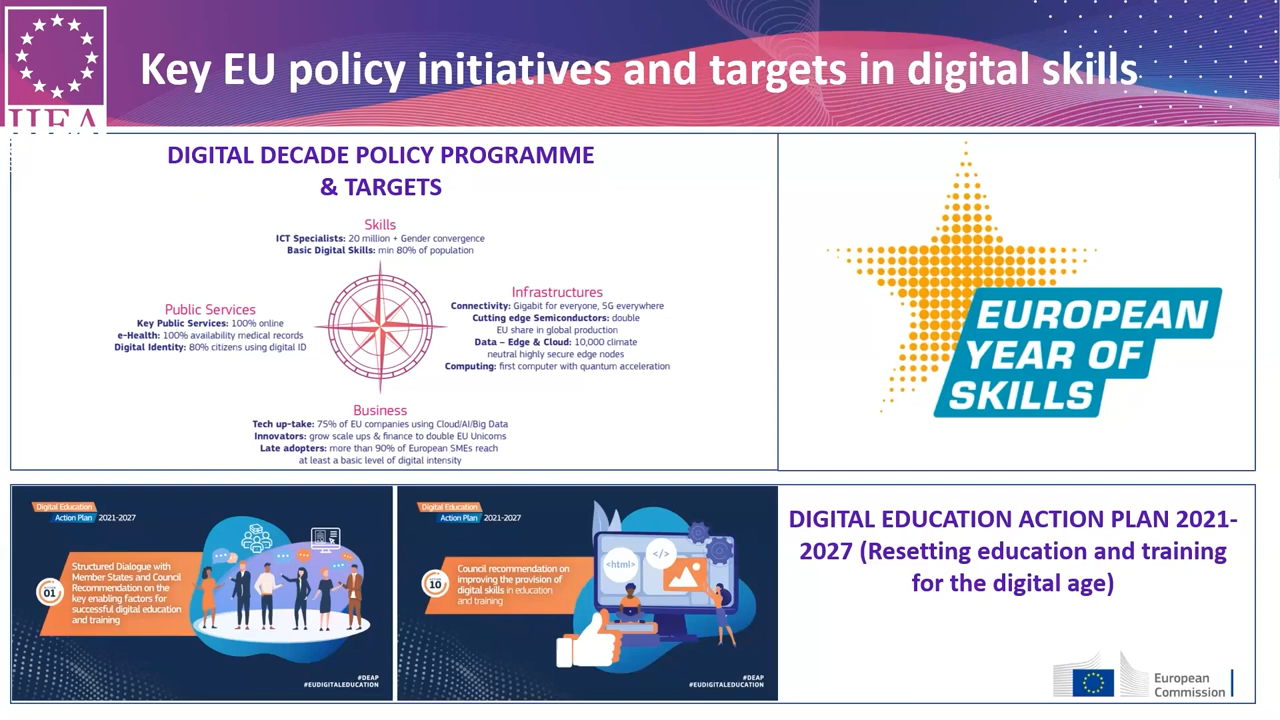 IIEA
Key EU policy initiatives and targets in digital skills
DIGITAL DECADE POLICY PROGRAMME
& TARGETS
Skills
ICT Specialists: 20 million + Gender convergence
Basic Digital Skills: min 80% of population
Public Services
Key Public Services: 100% online
e-Health: 100% availability medical records
Digital Identity: 80% citizens using digital ID
Infrastructures
Connectivity: Gigabit for everyone, 5G everywhere
Cutting edge Semiconductors: double
EU share in global production
Data – Edge & Cloud: 10,000 climate
neutral highly secure edge nodes
Computing: first computer with quantum acceleration
Business
Tech up-take: 75% of EU companies using Cloud/AI/Big Data
Innovators: grow scale ups & finance to double EU Unicorns
Late adopters: more than 90% of European SMEs reach
at least a basic level of digital intensity
EUROPEAN
YEAR OF
SKILLS
Digital Education
Action Plan 2021-2027
01
Structured Dialogue with
Member States and Council
Recommendation on the
key enabling factors for
successful digital education
and training
#DEAP
#EUDIGITALEDUCATION
Digital Education
Action Plan 2021-2027
10
Council recommendation on
improving the provision of
digital skills in education
and training
<html>
</>
#DEAP
#EUDIGITALEDUCATION
DIGITAL EDUCATION ACTION PLAN 2021-
2027 (Resetting education and training
for the digital age)
European
Commission